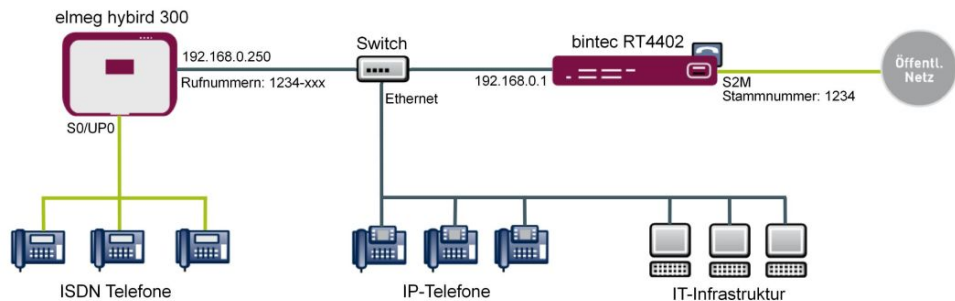 elmeg hybird 300
192.168.0.250
Rufnummern: 1234-xxx
S0/UP0
Switch
Ethernet
bintec RT4402
192.168.0.1
S2M
Stammnummer: 1234
Öffentl.
Netz
ISDN Telefone
IP-Telefone
IT-Infrastruktur